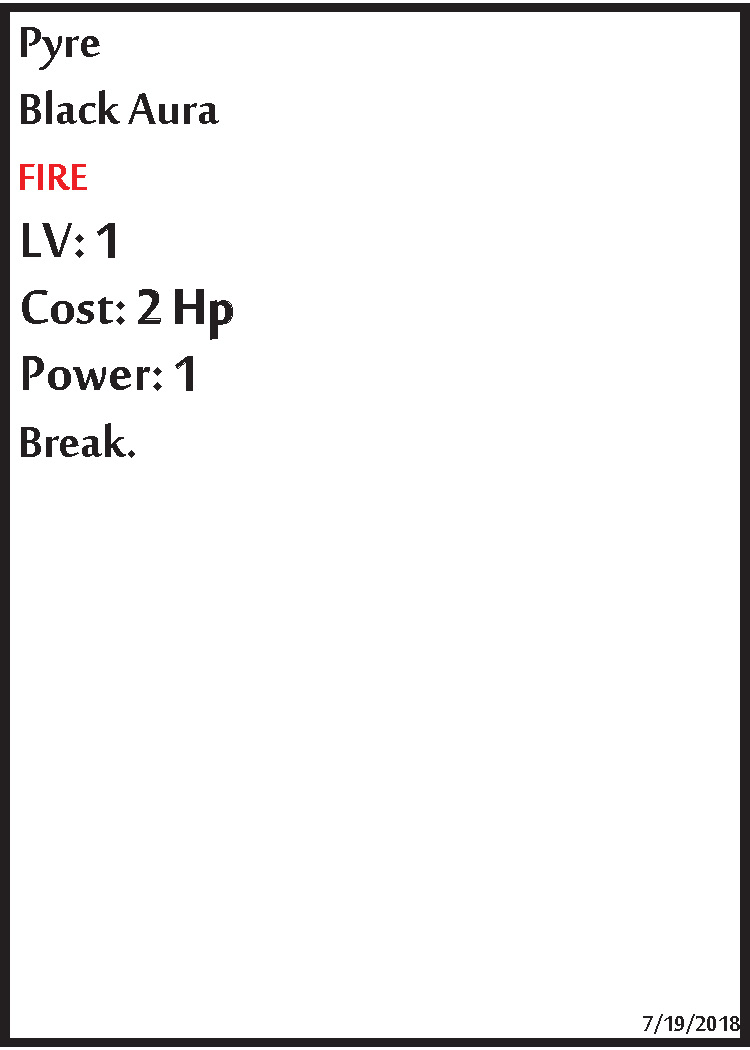 Pyre
Black Aura
FIRE
LV: 1
Cost: 2 Hp
Power: 1
Break.
7/19/2018